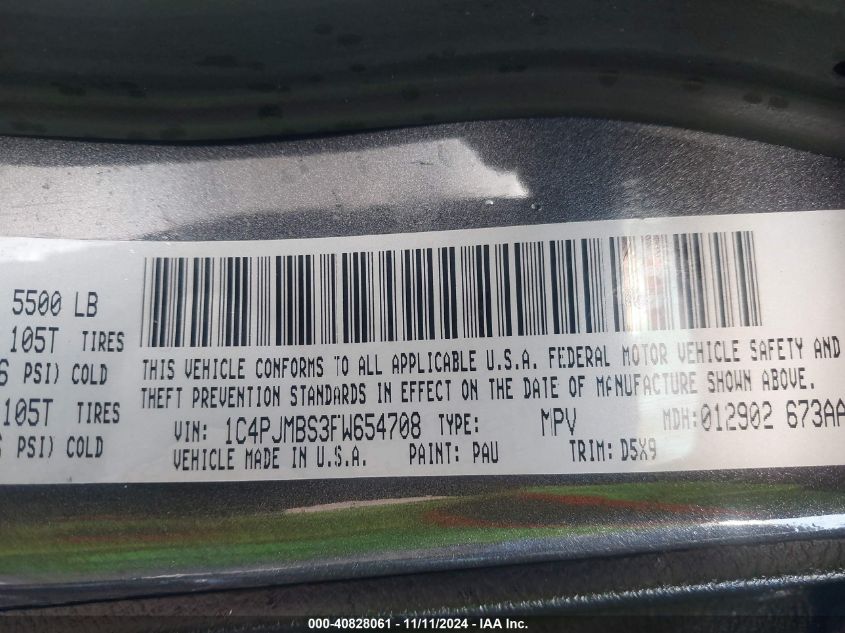 5500 LB
105T TIRES
6 PSI) COLD
105T TIRES
PSI) COLD
THIS VEHICLE CONFORMS TO ALL APPLICABLE U.S.A. FEDERAL MOTOR VEHICLE SAFETY AND
THEFT PREVENTION STANDARDS IN EFFECT ON THE DATE OF MANUFACTURE SHOWN ABOVE.
VIN: 1C4PJMBS3FW654708 TYPE: MPV MDH:012902 673AA
VEHICLE MADE IN U.S.A. PAINT: PAU TRIM: D5X9
000-40828061 - 11/11/2024 - IAA Inc.